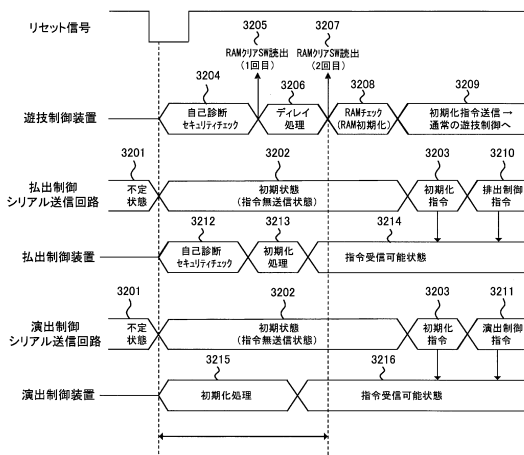 リセット信号
3205
3207
RAMクリアSW読出
(1回目)
RAMクリアSW読出
(2回目)
3204
3206
3208
3209
遊技制御装置
自己診断
セキュリティチェック
ディレイ
処理
RAMチェック
(RAM初期化)
初期化指令送信→
通常の遊技制御へ
3201
3202
3203
3210
払出制御
シリアル送信回路
不定
状態
初期状態
(指令無送信状態)
初期化
指令
排出制御
指令
3212
3213
3214
払出制御装置
自己診断
セキュリティチェック
初期化
処理
指令受信可能状態
3201
3202
3203
3211
演出制御
シリアル送信回路
不定
状態
初期状態
(指令無送信状態)
初期化
指令
演出制御
指令
3215
3216
演出制御装置
初期化処理
指令受信可能状態